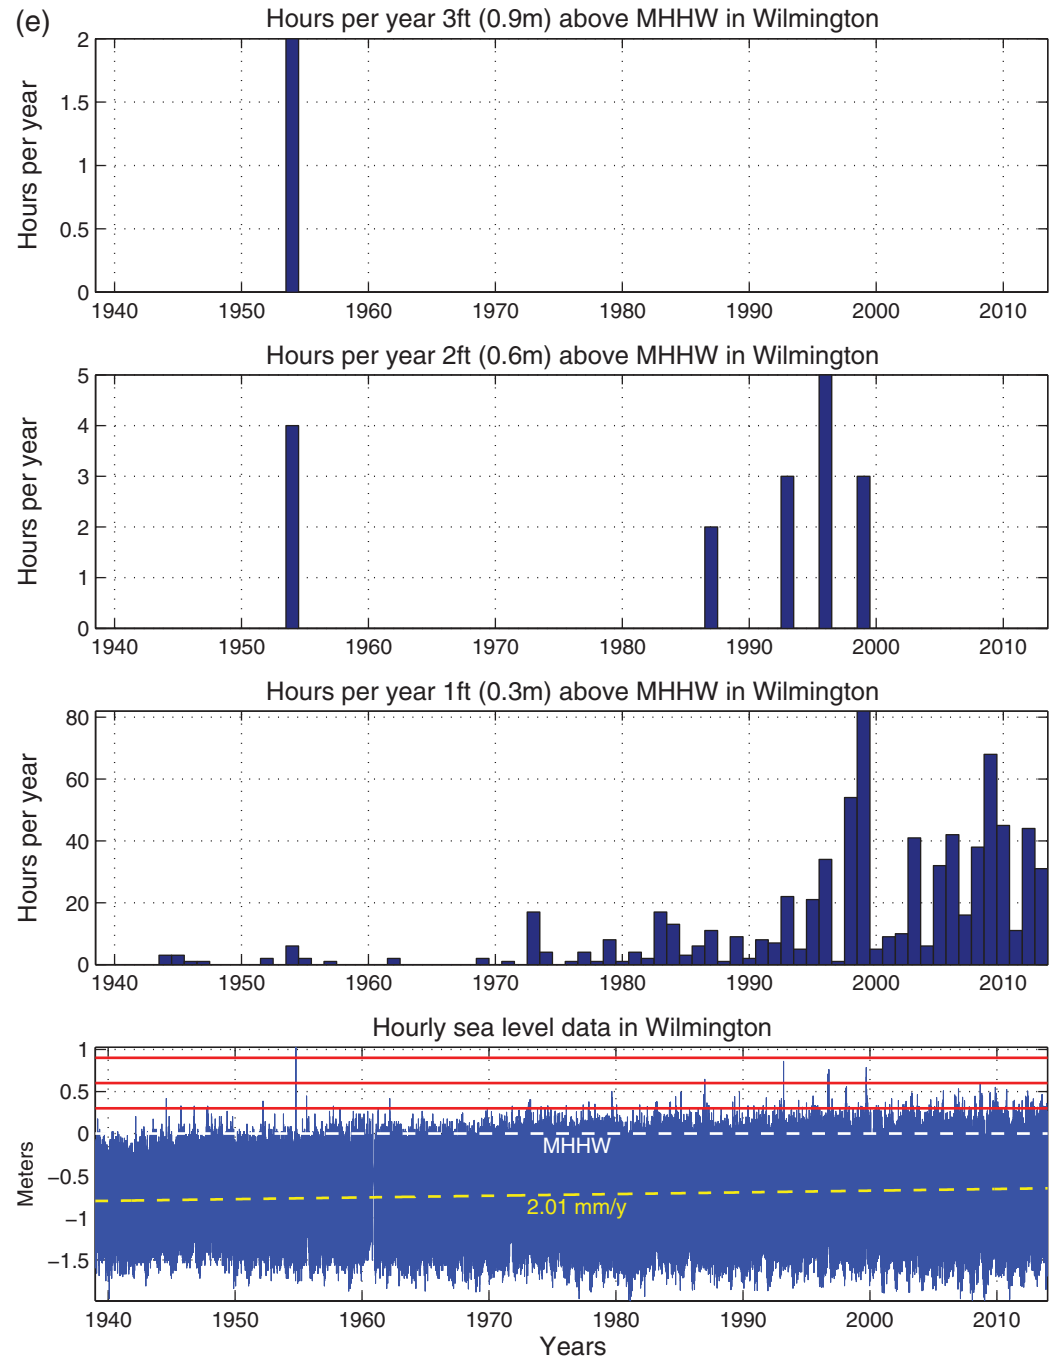 (e)
Hours per year 3ft (0.9m) above MHHW in Wilmington
2
1.5
1
0.5
0
Hours per year
1940 1950 1960 1970 1980 1990 2000 2010
Hours per year 2ft (0.6m) above MHHW in Wilmington
5
4
3
2
1
0
Hours per year
1940 1950 1960 1970 1980 1990 2000 2010
Hours per year 1ft (0.3m) above MHHW in Wilmington
80
60
40
20
0
Hours per year
1940 1950 1960 1970 1980 1990 2000 2010
Hourly sea level data in Wilmington
1
0.5
0
−0.5
−1
−1.5
Meters
MHHW
2.01 mm/y
1940 1950 1960 1970 1980 1990 2000 2010
Years